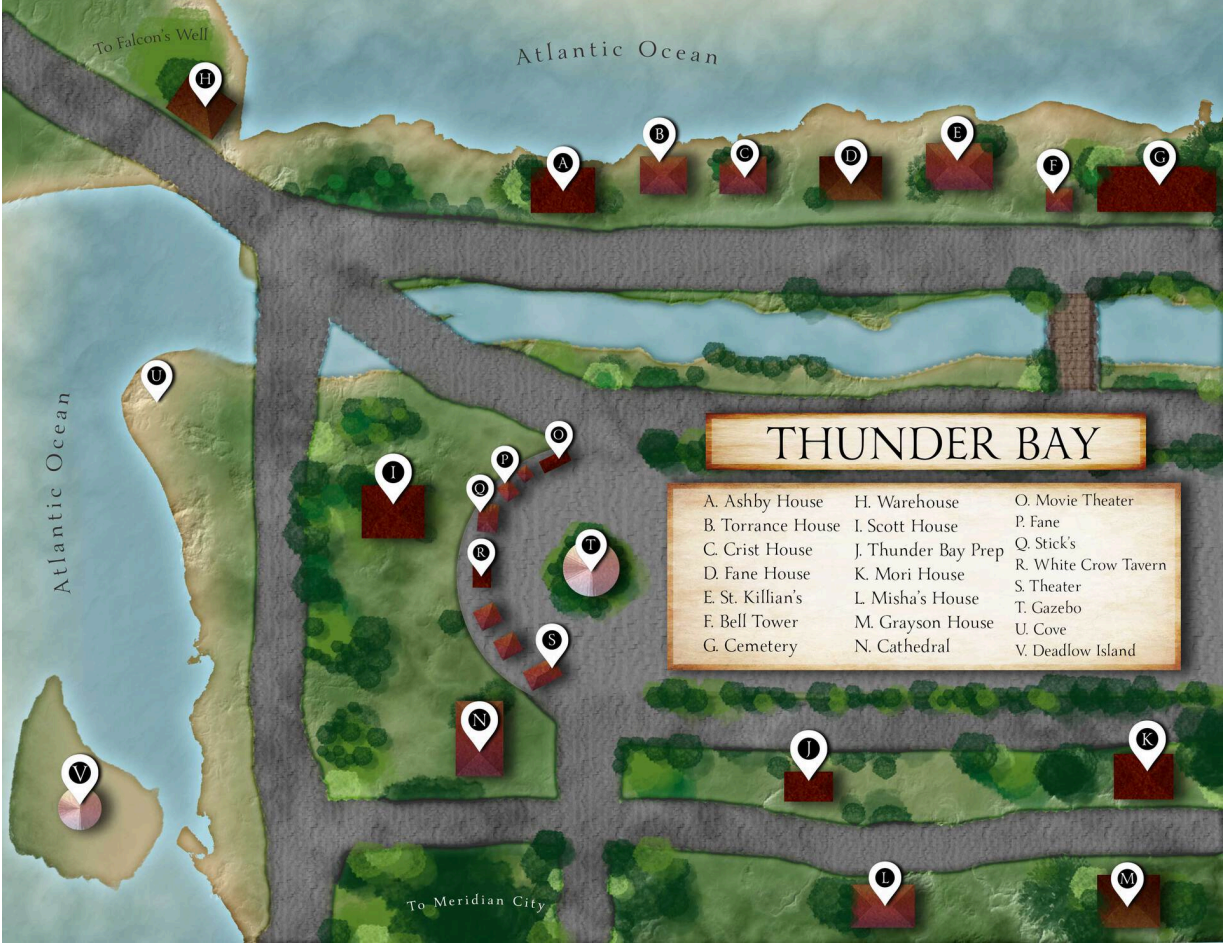 To Falcon's Well
Atlantic Ocean
H
A
B
C
D
E
F
G
U
Atlantic Ocean
I
O
P
Q
R
S
T
THUNDER BAY
A. Ashby House
B. Torrance House
C. Crist House
D. Fane House
E. St. Killian's
F. Bell Tower
G. Cemetery
H. Warehouse
I. Scott House
J. Thunder Bay Prep
K. Mori House
L. Misha's House
M. Grayson House
N. Cathedral
O. Movie Theater
P. Fane
Q. Stick's
R. White Crow Tavern
S. Theater
T. Gazebo
U. Cove
V. Deadlow Island
N
J
K
V
L
M
To Meridian City